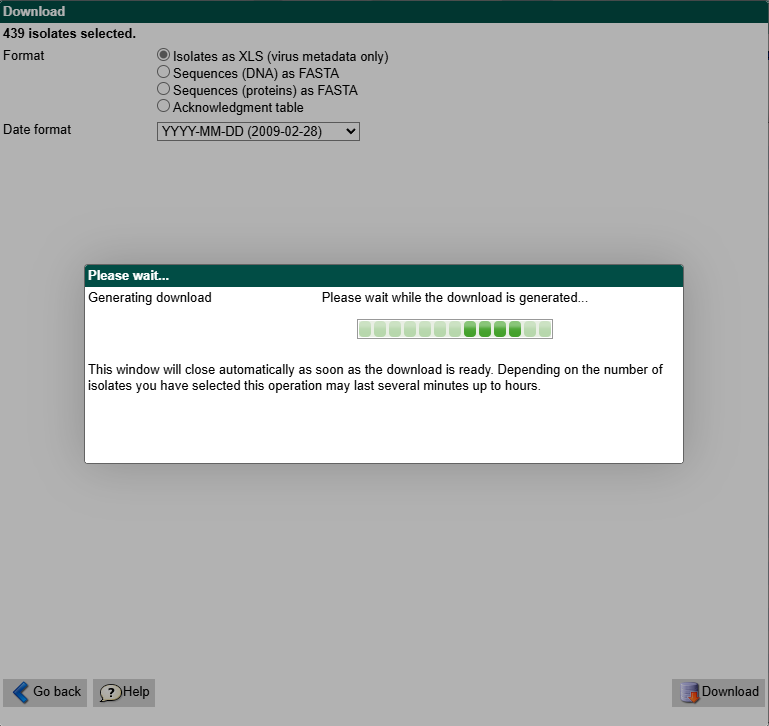 Download
439 isolates selected.
Format
Isolates as XLS (virus metadata only)
Sequences (DNA) as FASTA
Sequences (proteins) as FASTA
Acknowledgment table
Date format
YYYY-MM-DD (2009-02-28)
Please wait...
Generating download
Please wait while the download is generated...
This window will close automatically as soon as the download is ready. Depending on the number of
isolates you have selected this operation may last several minutes up to hours.
Go back
? Help
Download